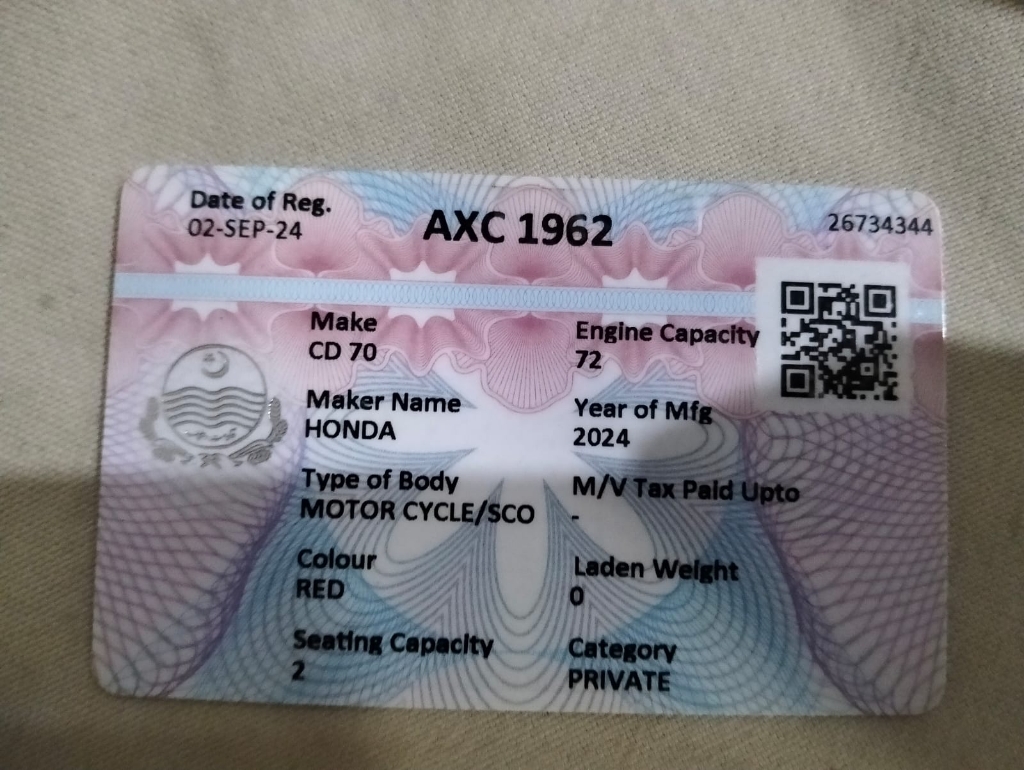 Date of Reg.
02-SEP-24
AXC 1962
26734344
Make
CD 70
Engine Capacity
72
Maker Name
HONDA
Year of Mfg
2024
Type of Body
MOTOR CYCLE/SCO
M/V Tax Paid Upto
-
Colour
RED
Laden Weight
0
Seating Capacity
2
Category
PRIVATE